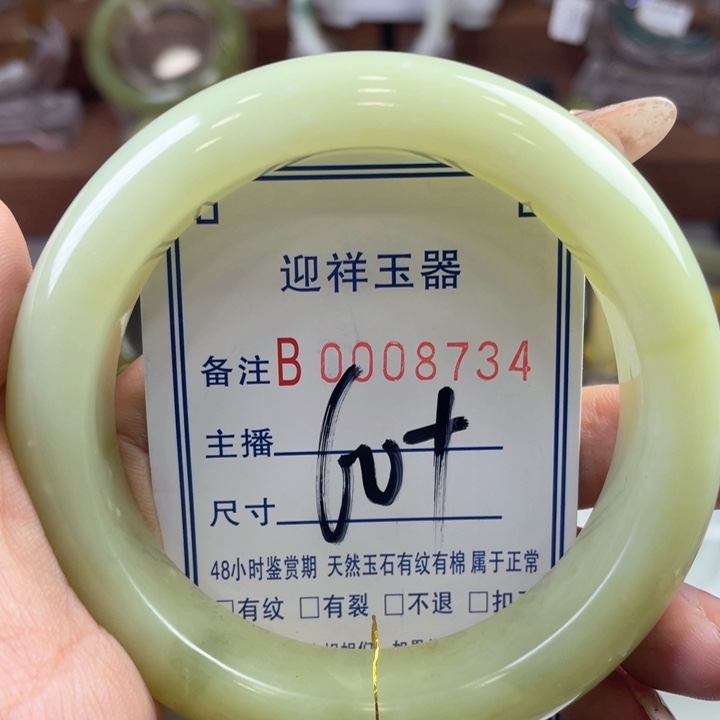 迎祥玉器
备注B 0008734
主播
尺寸
60+
48小时鉴赏期 天然玉石有纹有棉 属于正常
□有纹 □有裂 □不退 □扣